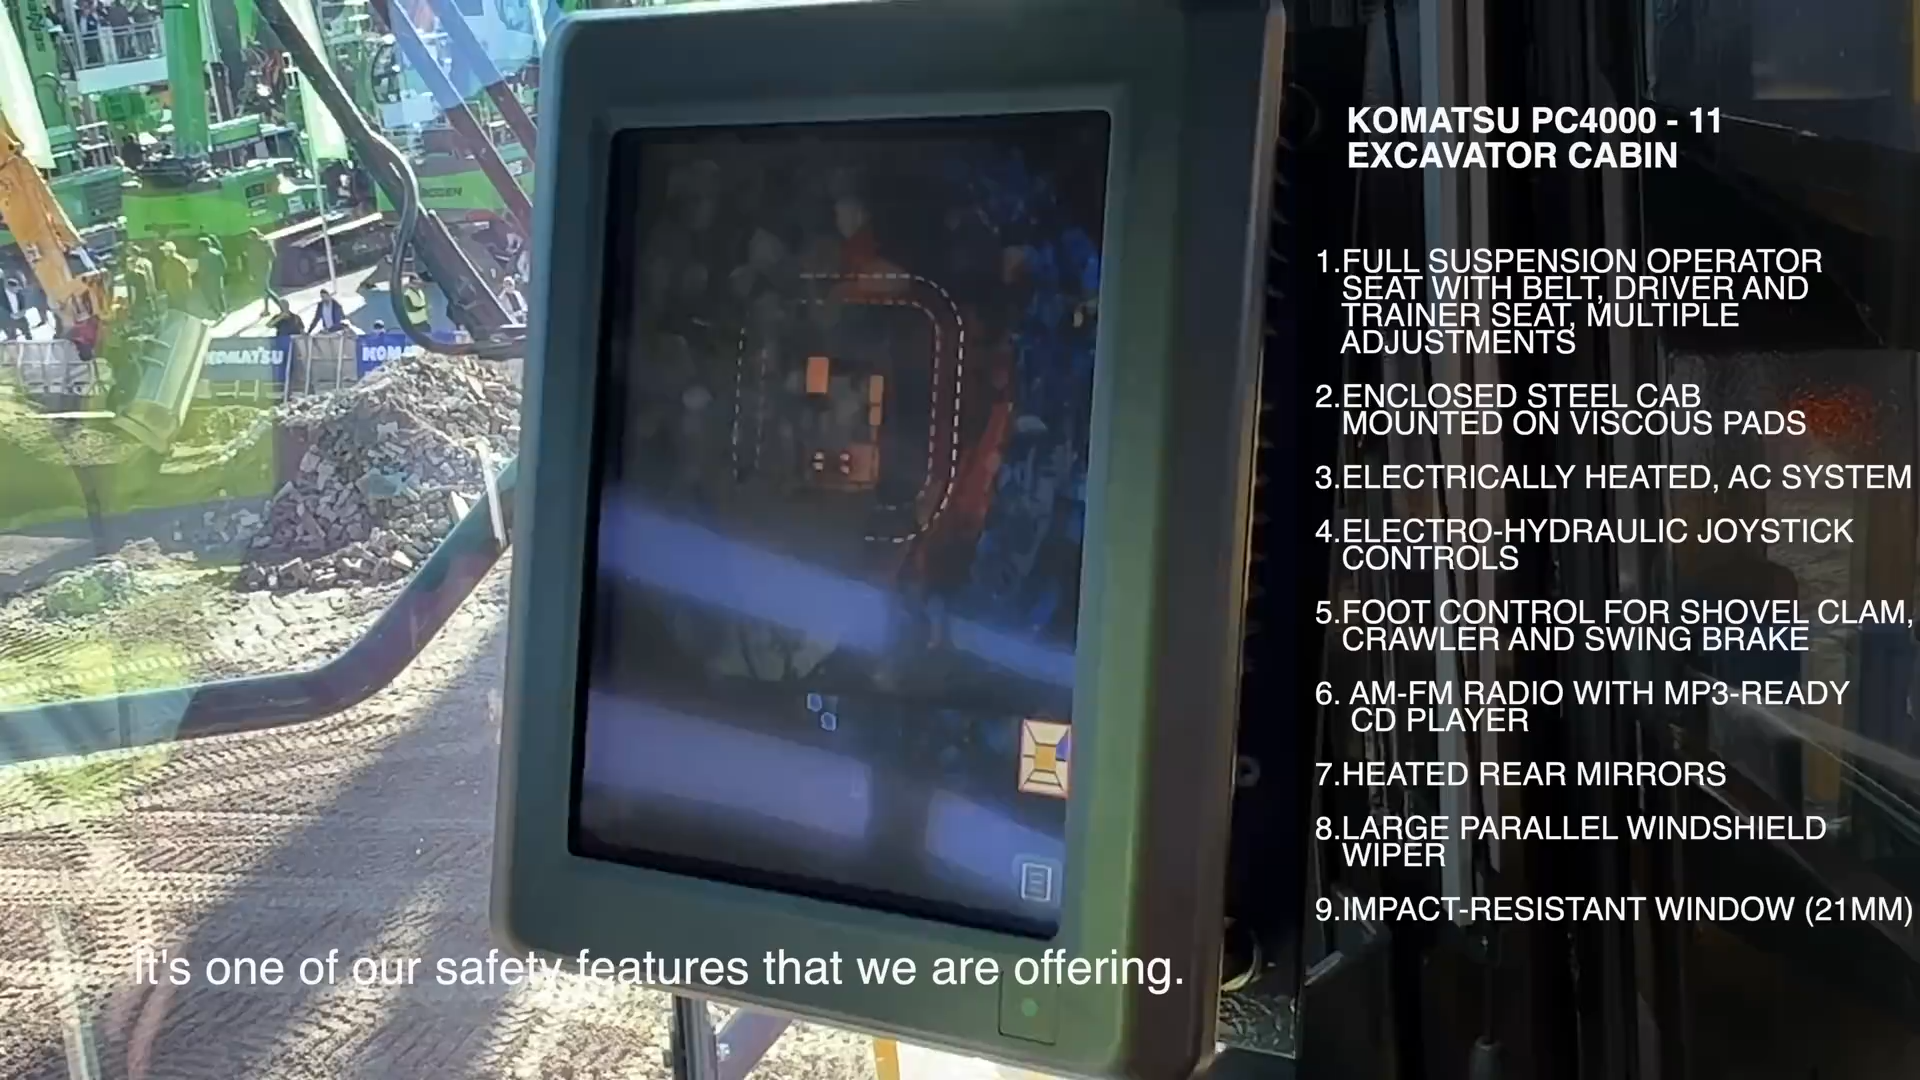 KOMATSU
KOMATSU PC4000 - 11
EXCAVATOR CABIN
1.FULL SUSPENSION OPERATOR
SEAT WITH BELT, DRIVER AND
TRAINER SEAT, MULTIPLE
ADJUSTMENTS
2.ENCLOSED STEEL CAB
MOUNTED ON VISCOUS PADS
3.ELECTRICALLY HEATED, AC SYSTEM
4.ELECTRO-HYDRAULIC JOYSTICK
CONTROLS
5.FOOT CONTROL FOR SHOVEL CLAM,
CRAWLER AND SWING BRAKE
6. AM-FM RADIO WITH MP3-READY
CD PLAYER
7.HEATED REAR MIRRORS
8.LARGE PARALLEL WINDSHIELD
WIPER
9.IMPACT-RESISTANT WINDOW (21MM)
It's one of our safety features that we are offering.